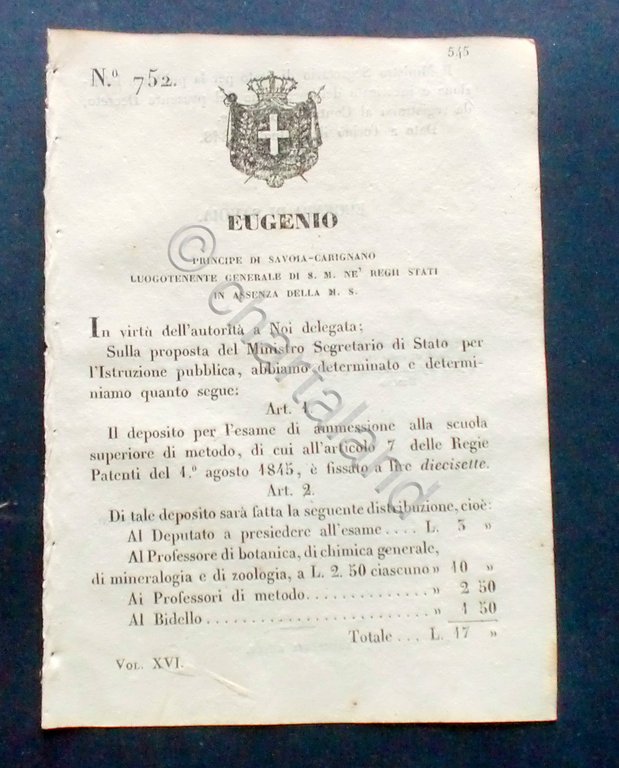 545
N.º 752.
EUGENIO
PRINCIPE DI SAVOIA-CARIGNANO
LUOGOTENENTE GENERALE DI S. M. NE' REGII STATI
IN ASSENZA DELLA M. S.
In virtù dell'autorità a Noi delegata;
Sulla proposta del Ministro Segretario di Stato per
l'Istruzione pubblica, abbiamo determinato e determi-
niamo quanto segue:
Art. 1.
Il deposito per l'esame di ammessione alla scuola
superiore di metodo, di cui all'articolo 7 delle Regie
Patenti del 1.º agosto 1845, è fissato a lire diecisette.
Art. 2.
Di tale deposito sarà fatta la seguente distribuzione, cioè:
Al Deputato a presiedere all'esame .... L. 3 »
Al Professore di botanica, di chimica generale,
di mineralogia e di zoologia, a L. 2. 50 ciascuno » 10 »
Ai Professori di metodo............... » 2 50
Al Bidello ........................... » 1 50
Totale ... L. 17 »
VOL. XVI.
© chartaland